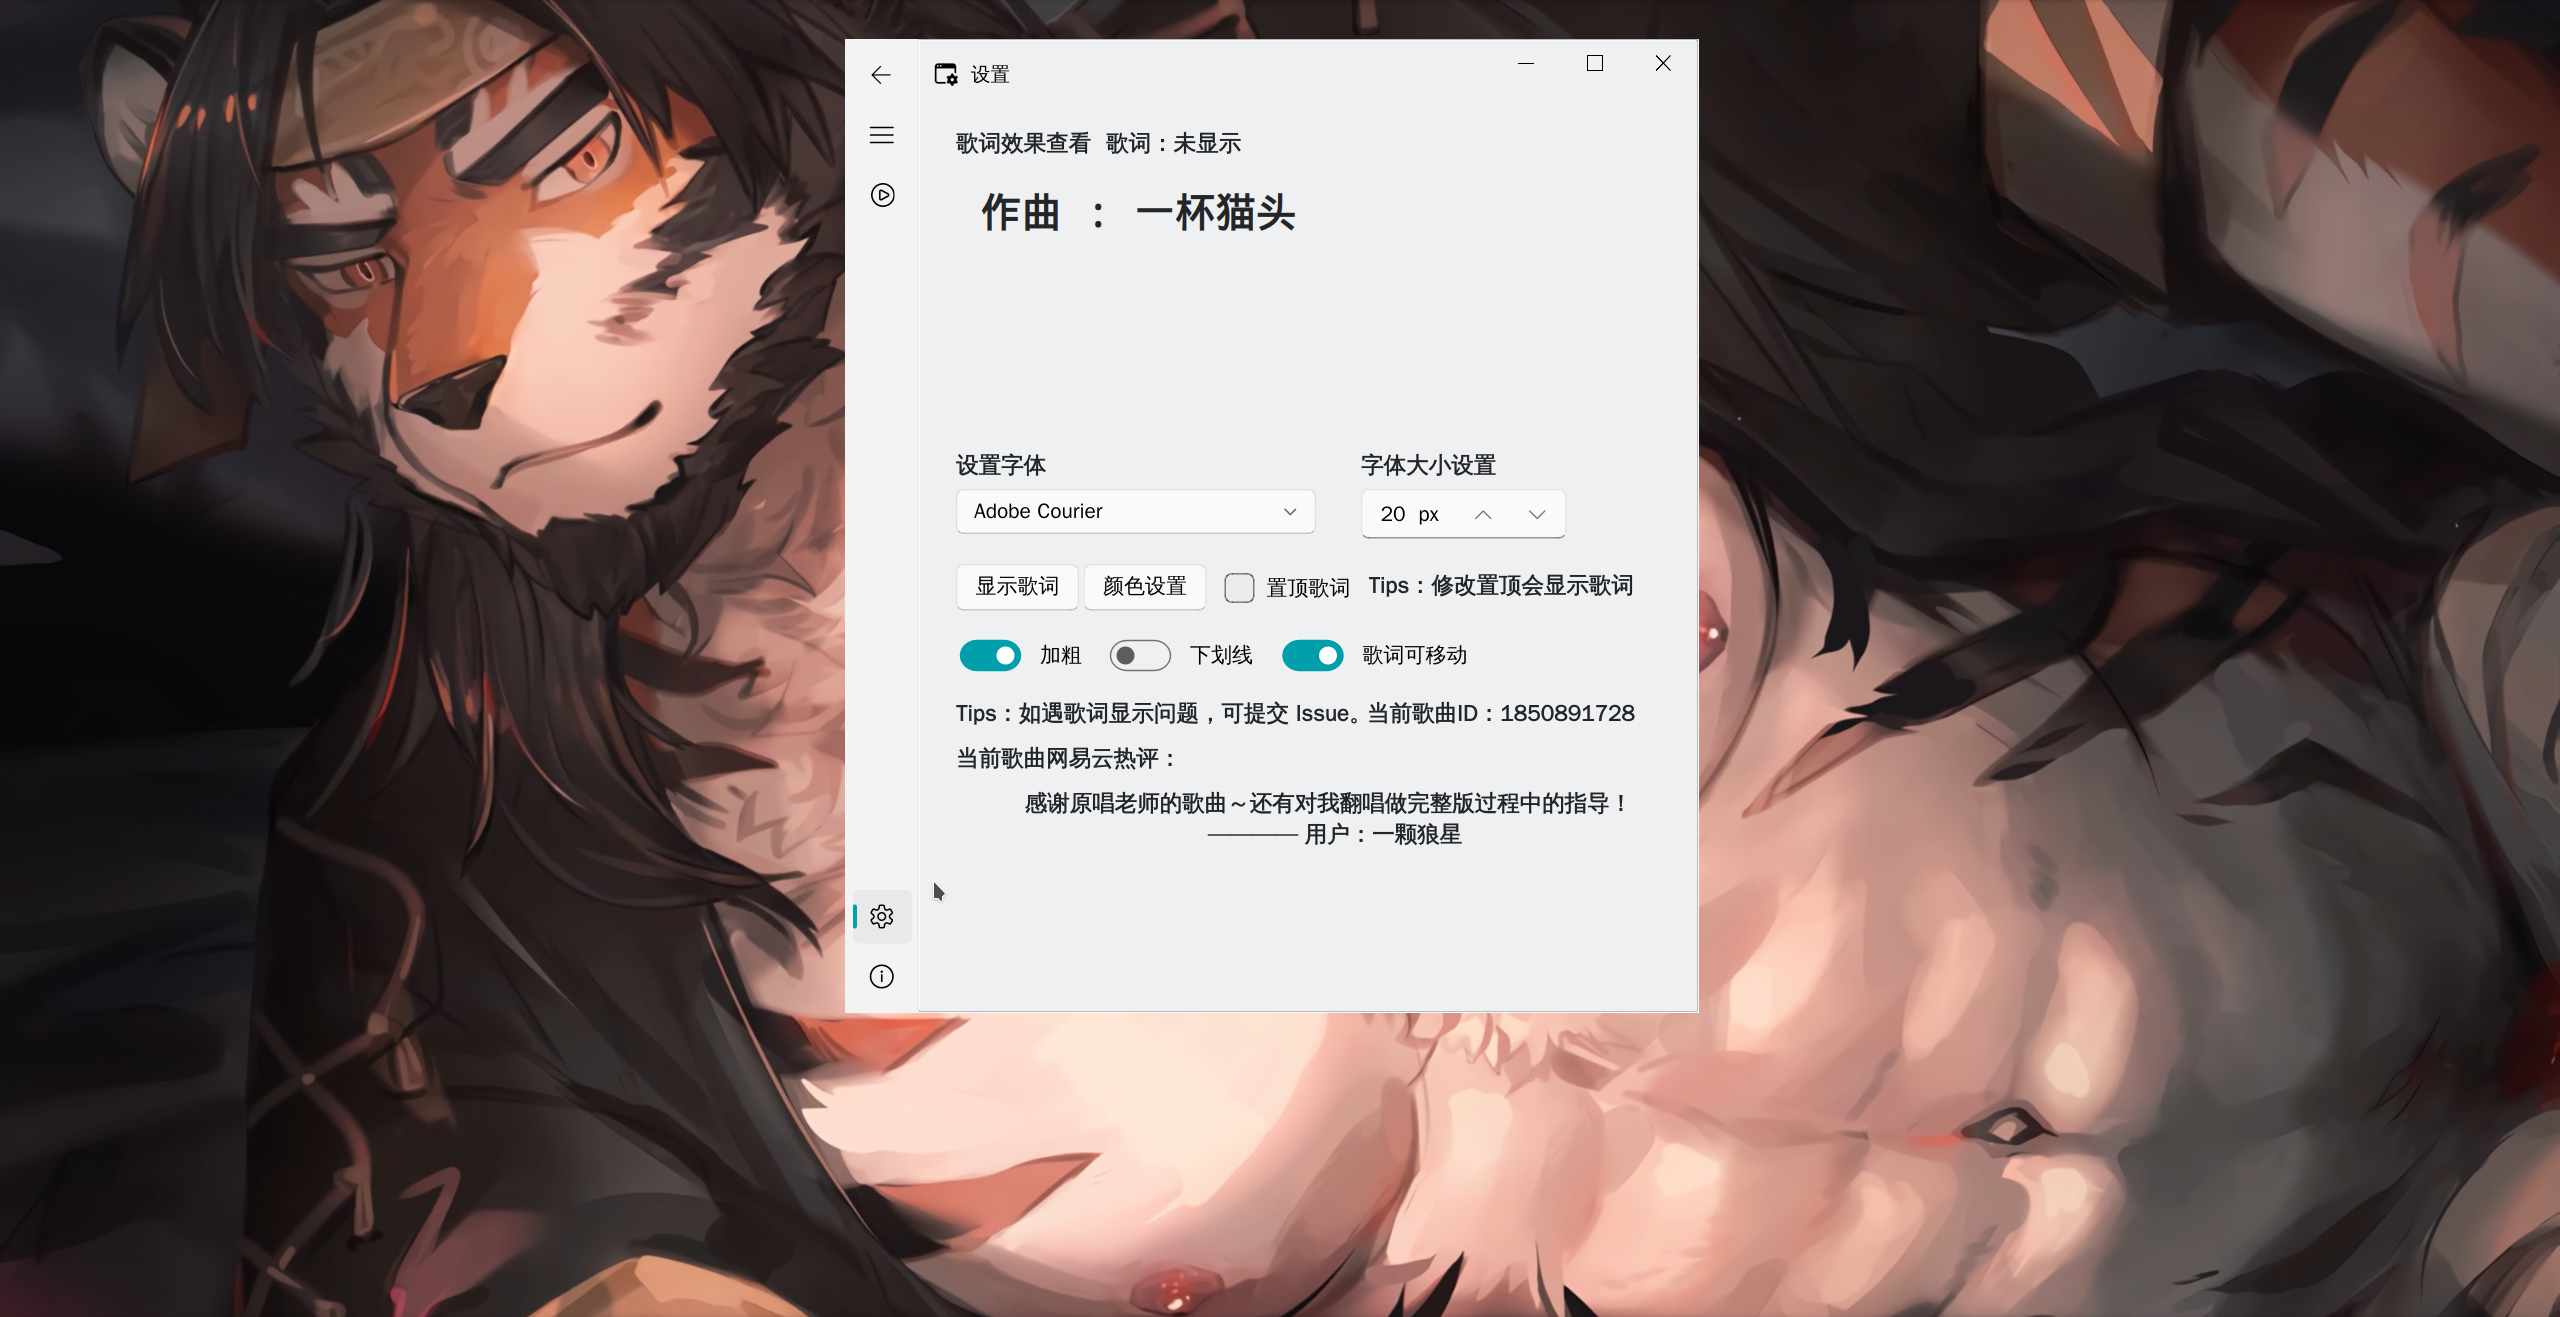 设置
歌词效果查看 歌词：未显示
作曲 ： 一杯猫头
设置字体 字体大小设置
Adobe Courier 20 px
显示歌词 颜色设置 置顶歌词 Tips：修改置顶会显示歌词
加粗 下划线 歌词可移动
Tips：如遇歌词显示问题，可提交 Issue。当前歌曲ID：1850891728
当前歌曲网易云热评：
感谢原唱老师的歌曲～还有对我翻唱做完整版过程中的指导！
———— 用户：一颗狼星